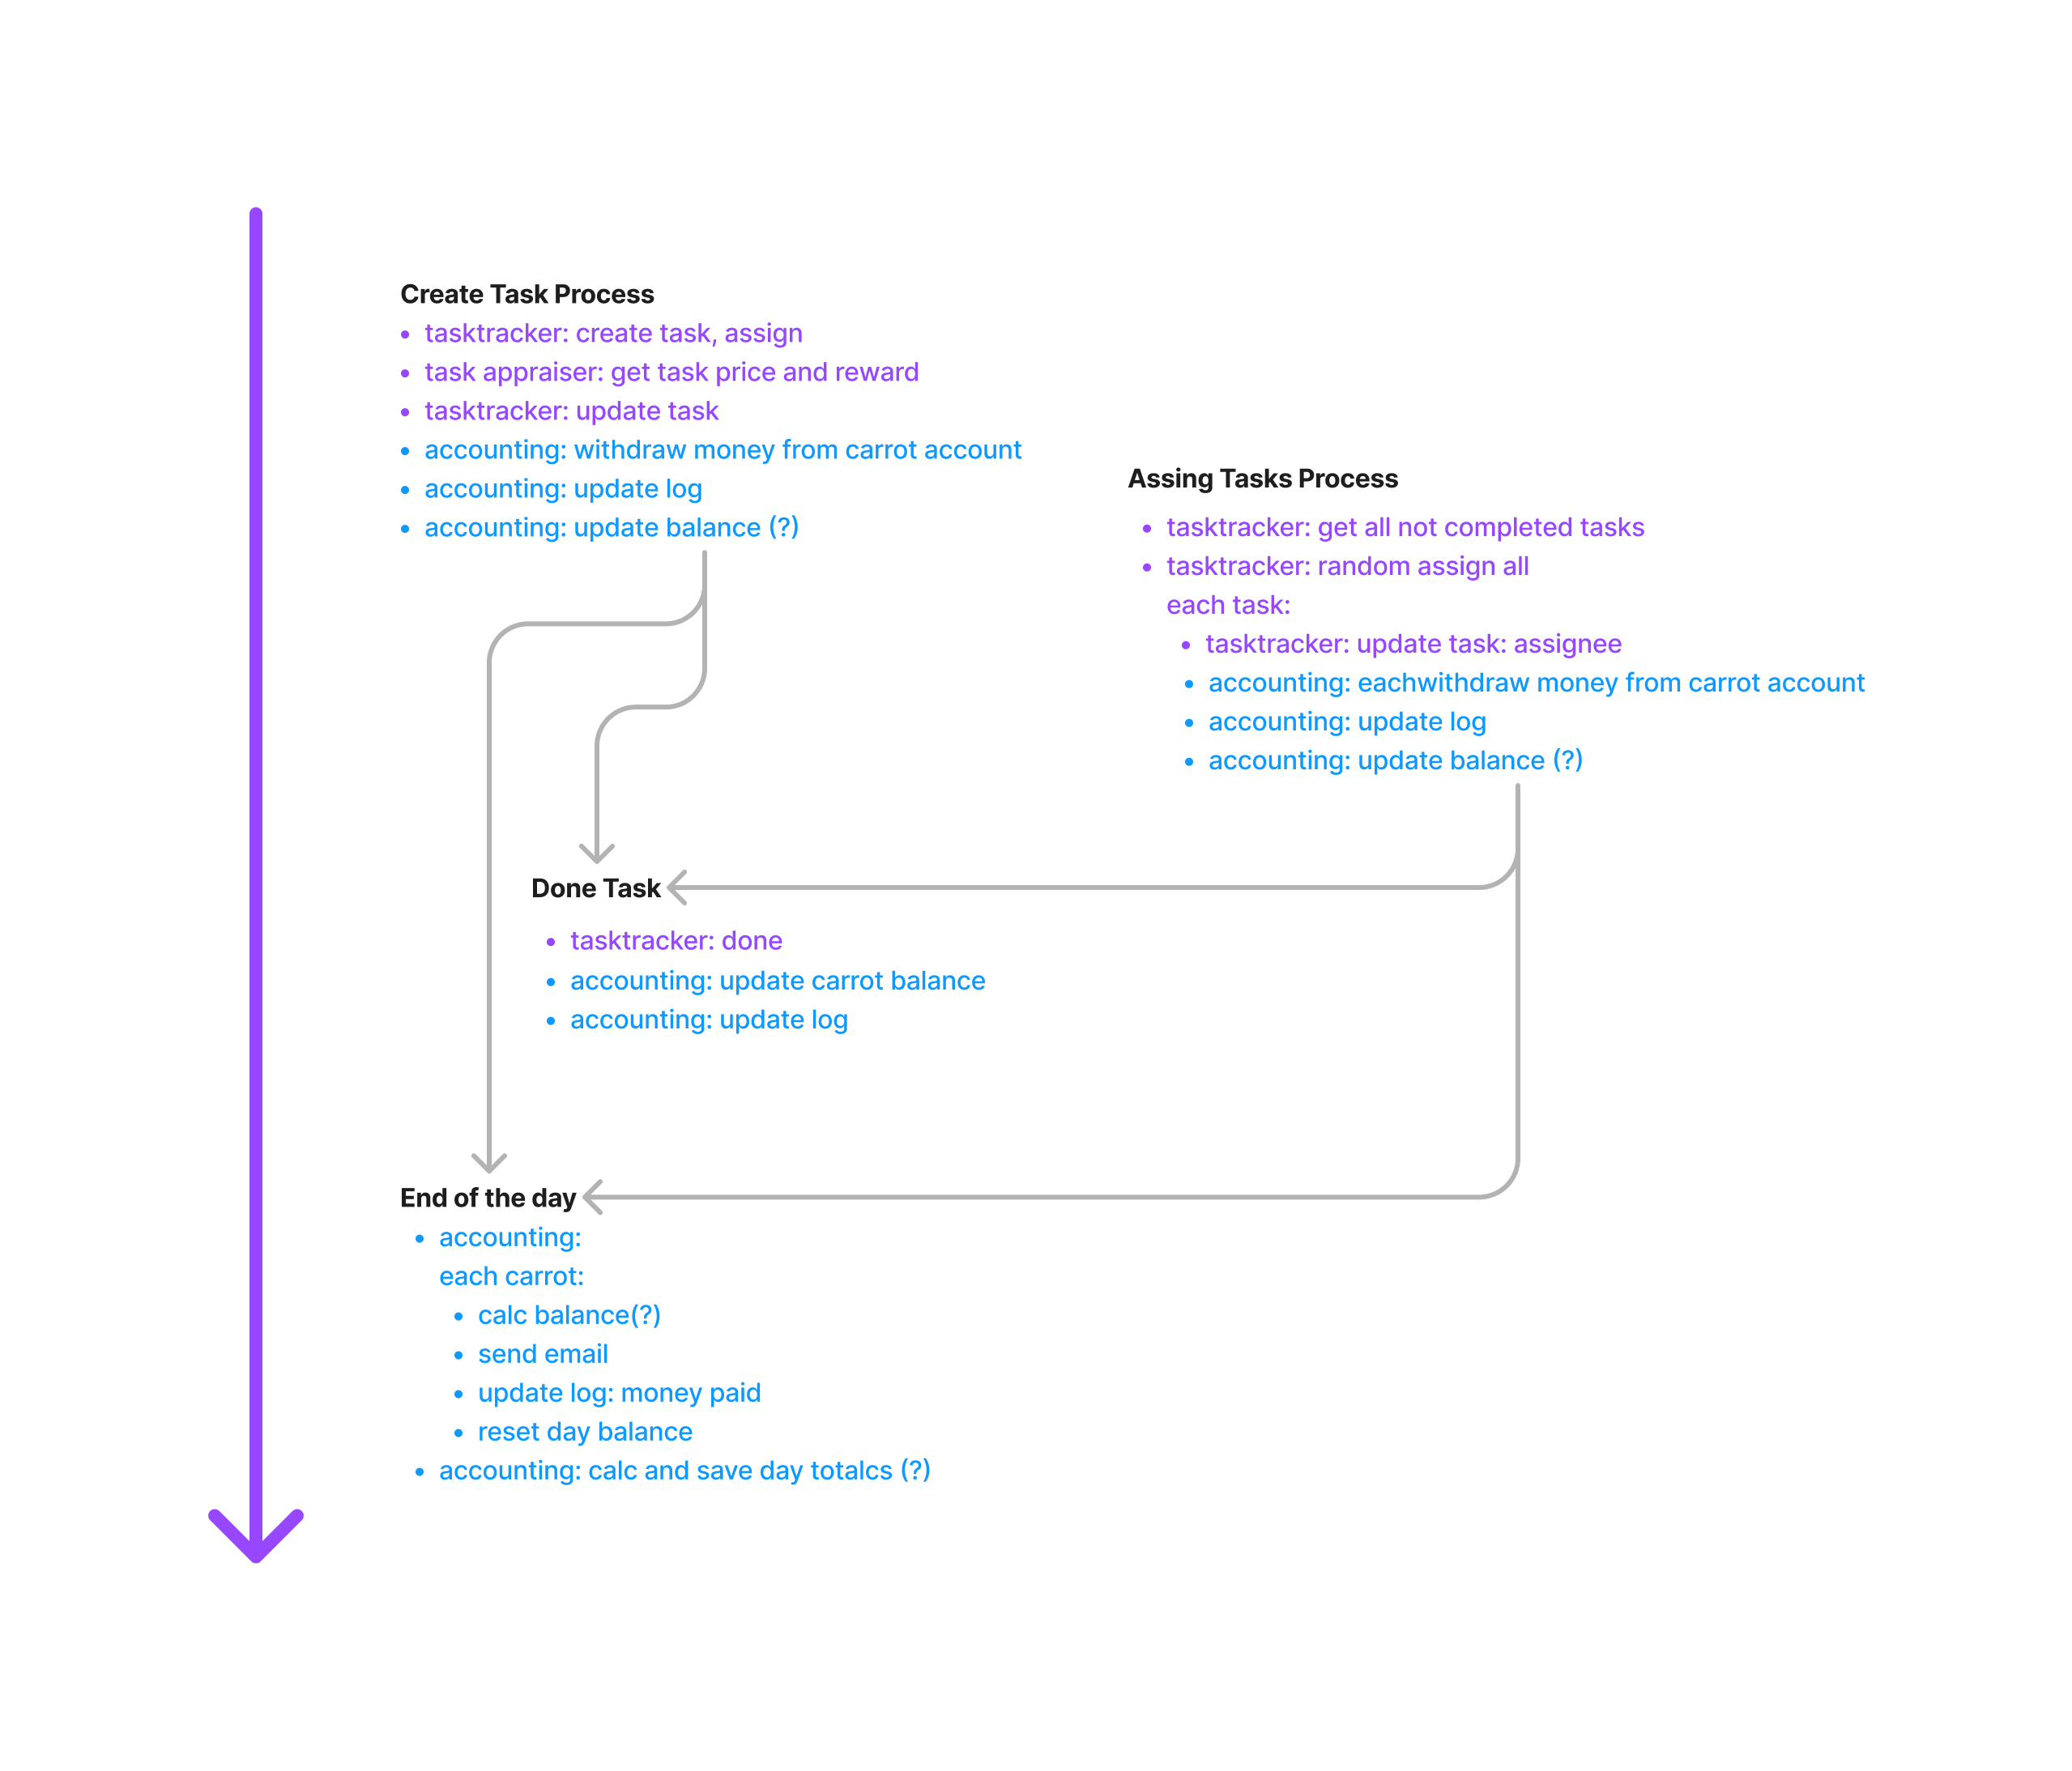 Create Task Process
tasktracker: create task, assign
task appraiser: get task price and reward
tasktracker: update task
accounting: withdraw money from carrot account
accounting: update log
accounting: update balance (?)
Assing Tasks Process
tasktracker: get all not completed tasks
tasktracker: random assign all
each task:
tasktracker: update task: assignee
accounting: eachwithdraw money from carrot account
accounting: update log
accounting: update balance (?)
Done Task
tasktracker: done
accounting: update carrot balance
accounting: update log
End of the day
accounting:
each carrot:
calc balance(?)
send email
update log: money paid
reset day balance
accounting: calc and save day totalcs (?)